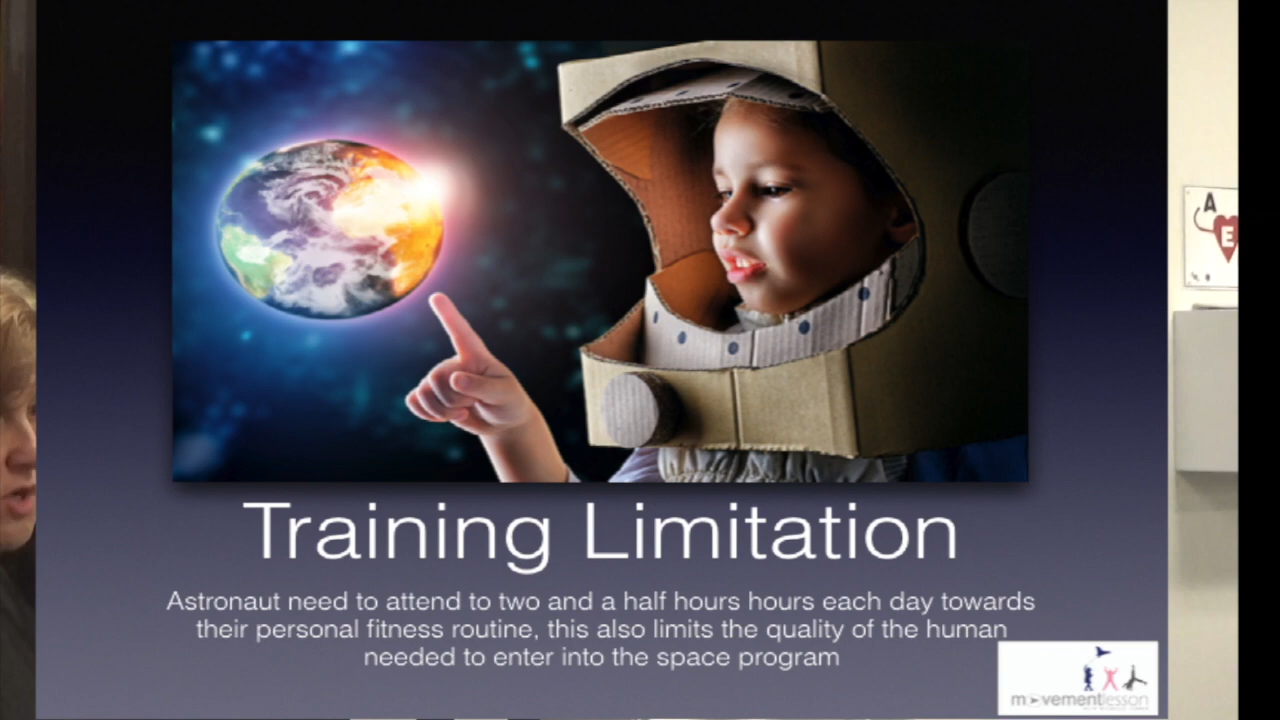 A
E
Training Limitation
Astronaut need to attend to two and a half hours hours each day towards
their personal fitness routine, this also limits the quality of the human
needed to enter into the space program
movementlesson